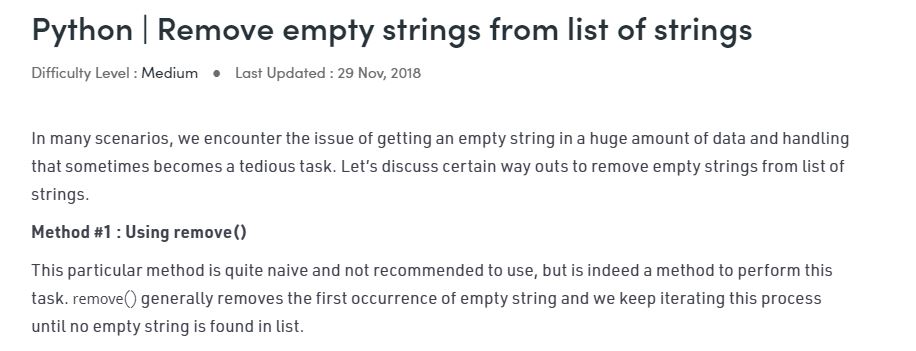 Python | Remove empty strings from list of strings
Difficulty Level : Medium ● Last Updated : 29 Nov, 2018
In many scenarios, we encounter the issue of getting an empty string in a huge amount of data and handling
that sometimes becomes a tedious task. Let’s discuss certain way outs to remove empty strings from list of
strings.
Method #1 : Using remove()
This particular method is quite naive and not recommended to use, but is indeed a method to perform this
task. remove() generally removes the first occurrence of empty string and we keep iterating this process
until no empty string is found in list.